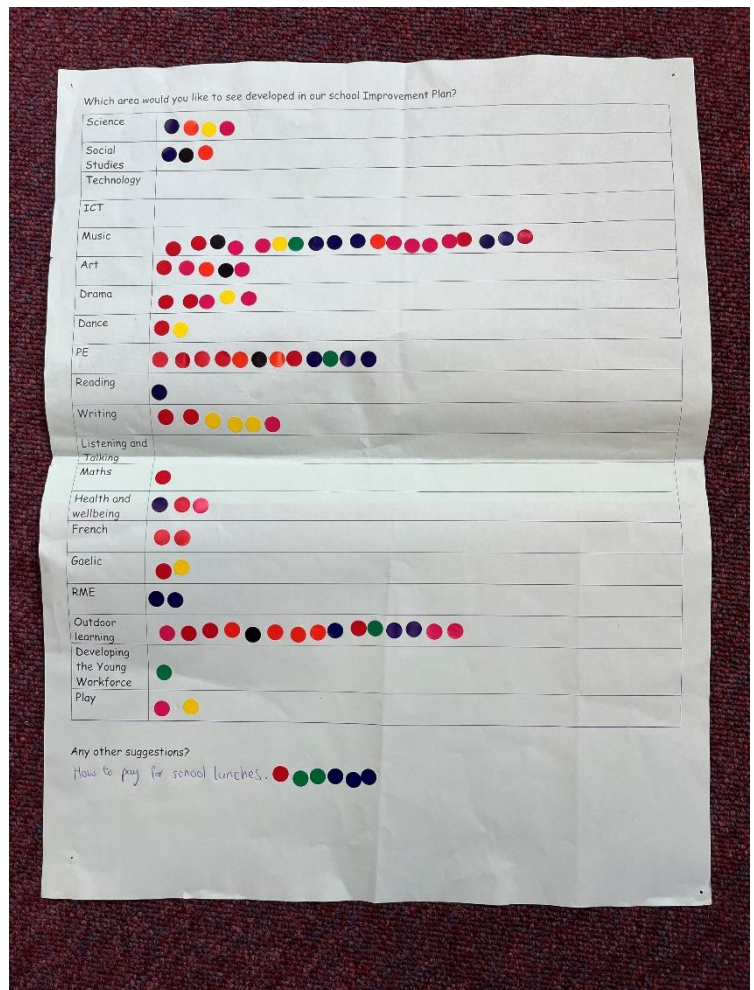 Which area would you like to see developed in our school Improvement Plan?
Science
Social
Studies
Technology
ICT
Music
Art
Drama
Dance
PE
Reading
Writing
Listening and
Talking
Maths
Health and
wellbeing
French
Gaelic
RME
Outdoor
learning
Developing
the Young
Workforce
Play
Any other suggestions?
How to pay for school lunches.